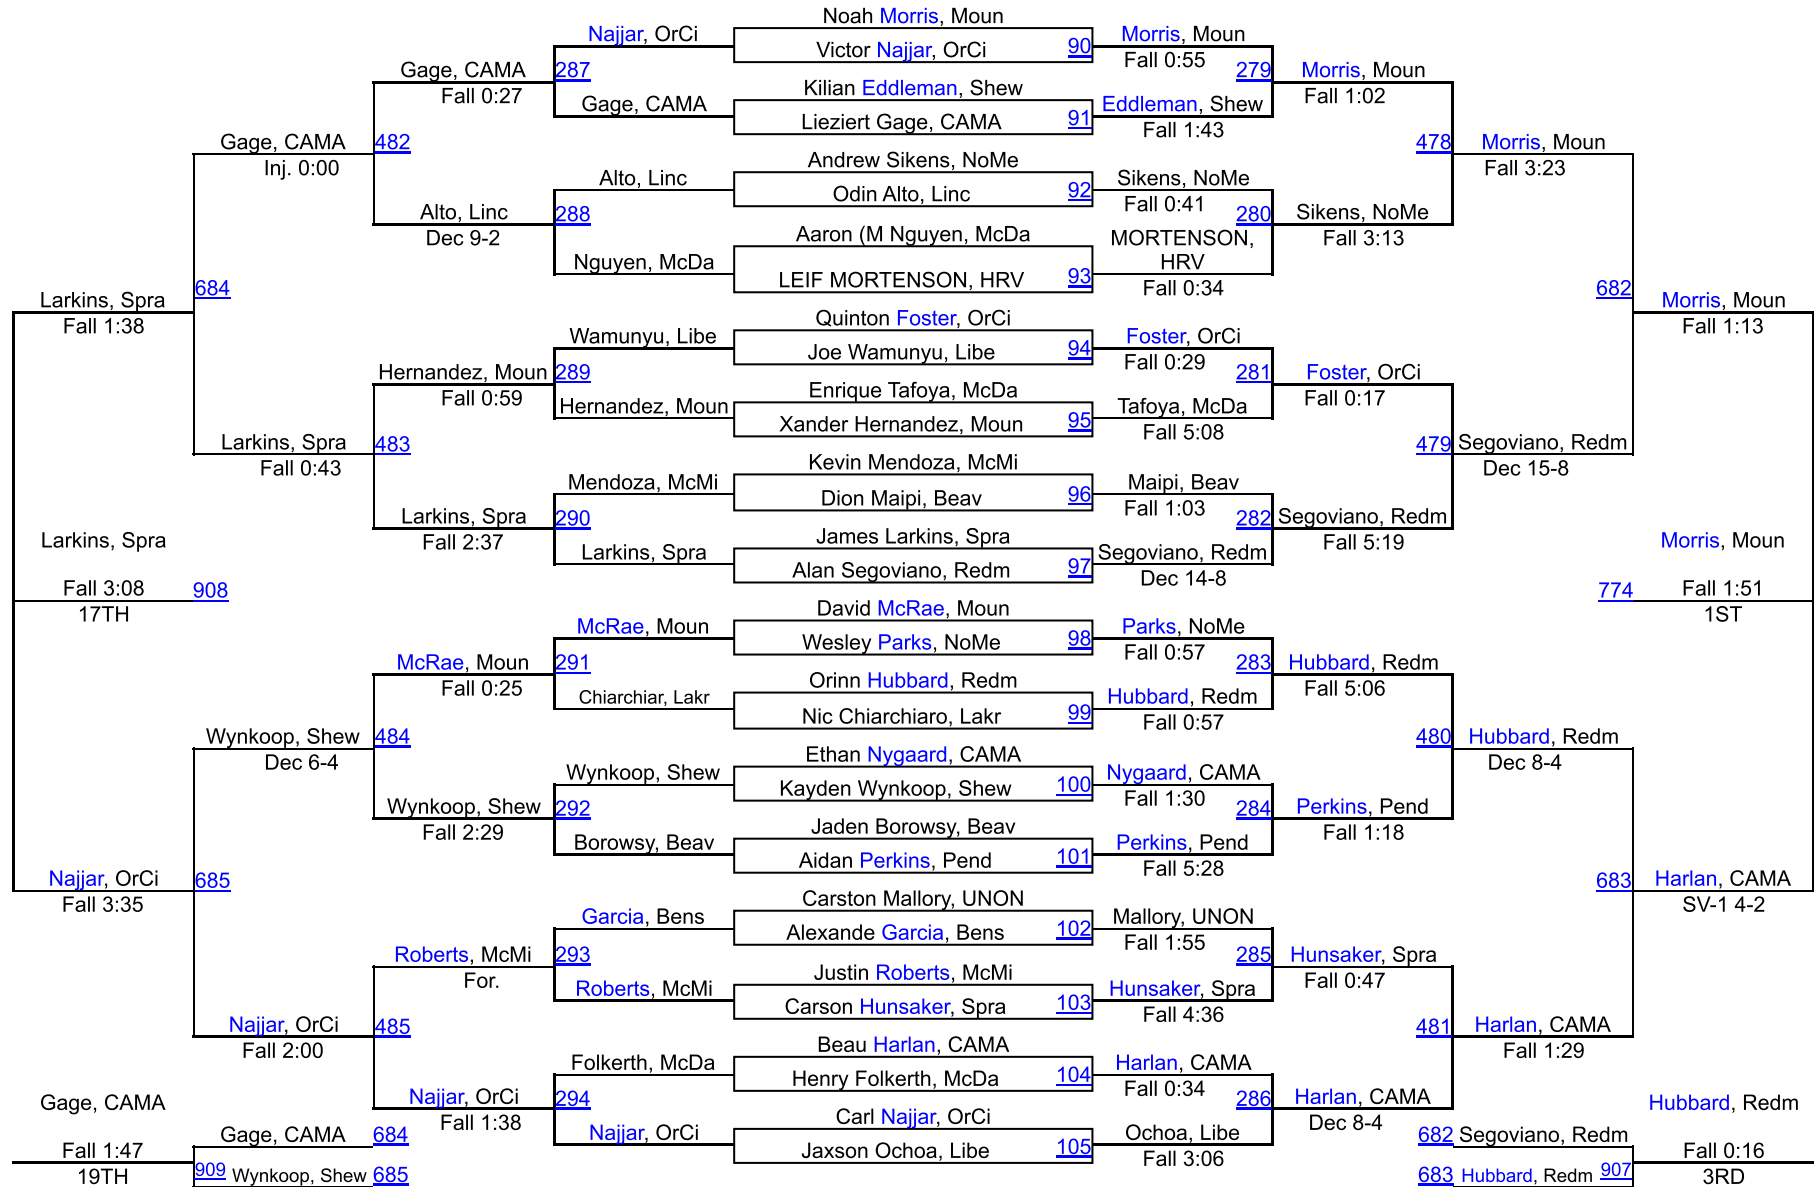 Noah Morris, Moun
Najjar, OrCi
Victor Najjar, OrCi 90
Morris, Moun
Fall 0:55
Gage, CAMA
287
279
Morris, Moun
Fall 0:27
Fall 1:02
Kilian Eddleman, Shew
Gage, CAMA
Lieziert Gage, CAMA 91
Eddleman, Shew
Fall 1:43
Gage, CAMA
482
478
Morris, Moun
Inj. 0:00
Fall 3:23
Andrew Sikens, NoMe
Alto, Linc
Odin Alto, Linc 92
Sikens, NoMe
Fall 0:41
Alto, Linc
288
280
Sikens, NoMe
Dec 9-2
Fall 3:13
Aaron (M Nguyen, McDa
MORTENSON,
HRV
Nguyen, McDa
LEIF MORTENSON, HRV 93
Fall 0:34
Larkins, Spra
684
682
Morris, Moun
Fall 1:38
Fall 1:13
Quinton Foster, OrCi
Wamunyu, Libe
Joe Wamunyu, Libe 94
Foster, OrCi
Fall 0:29
Hernandez, Moun
289
281
Foster, OrCi
Fall 0:59
Fall 0:17
Enrique Tafoya, McDa
Hernandez, Moun
Xander Hernandez, Moun 95
Tafoya, McDa
Fall 5:08
Larkins, Spra
483
479
Segoviano, Redm
Fall 0:43
Dec 15-8
Kevin Mendoza, McMi
Mendoza, McMi
Dion Maipi, Beav 96
Maipi, Beav
Fall 1:03
Larkins, Spra
290
282
Segoviano, Redm
Fall 2:37
Fall 5:19
James Larkins, Spra
Larkins, Spra
Alan Segoviano, Redm 97
Segoviano, Redm
Dec 14-8
Larkins, Spra
Morris, Moun
Fall 3:08
908
774
Fall 1:51
17TH
1ST
David McRae, Moun
McRae, Moun
Wesley Parks, NoMe 98
Parks, NoMe
Fall 0:57
McRae, Moun
291
283
Hubbard, Redm
Fall 0:25
Fall 5:06
Orinn Hubbard, Redm
Chiarchiar, Lakr
Nic Chiarchiaro, Lakr 99
Hubbard, Redm
Fall 0:57
Wynkoop, Shew
484
480
Hubbard, Redm
Dec 6-4
Dec 8-4
Ethan Nygaard, CAMA
Wynkoop, Shew
Kayden Wynkoop, Shew 100
Nygaard, CAMA
Fall 1:30
Wynkoop, Shew
292
284
Perkins, Pend
Fall 2:29
Fall 1:18
Jaden Borowsy, Beav
Borowsy, Beav
Aidan Perkins, Pend 101
Perkins, Pend
Fall 5:28
Najjar, OrCi
685
683
Harlan, CAMA
Fall 3:35
SV-1 4-2
Carston Mallory, UNON
Garcia, Bens
Alexande Garcia, Bens 102
Mallory, UNON
Fall 1:55
Roberts, McMi
293
285
Hunsaker, Spra
For.
Fall 0:47
Justin Roberts, McMi
Roberts, McMi
Carson Hunsaker, Spra 103
Hunsaker, Spra
Fall 4:36
Najjar, OrCi
485
481
Harlan, CAMA
Fall 2:00
Fall 1:29
Beau Harlan, CAMA
Folkerth, McDa
Henry Folkerth, McDa 104
Harlan, CAMA
Fall 0:34
Najjar, OrCi
294
286
Harlan, CAMA
Fall 1:38
Dec 8-4
Carl Najjar, OrCi
Najjar, OrCi
Jaxson Ochoa, Libe 105
Ochoa, Libe
Fall 3:06
Gage, CAMA
Hubbard, Redm
Gage, CAMA 684
682 Segoviano, Redm
Fall 1:47
Fall 0:16
909 Wynkoop, Shew 685
683 Hubbard, Redm 907
19TH
3RD